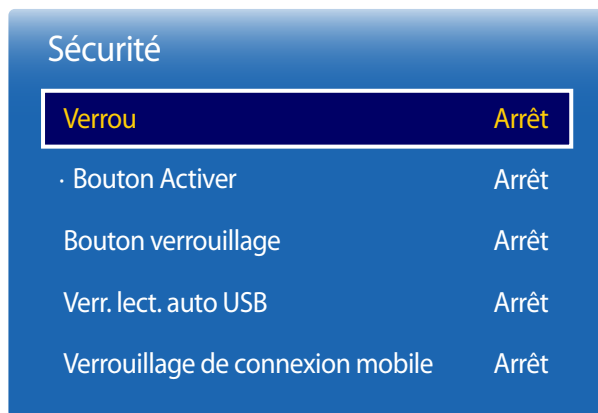 Sécurité
Verrou Arrêt
· Bouton Activer Arrêt
Bouton verrouillage Arrêt
Verr. lect. auto USB Arrêt
Verrouillage de connexion mobile Arrêt